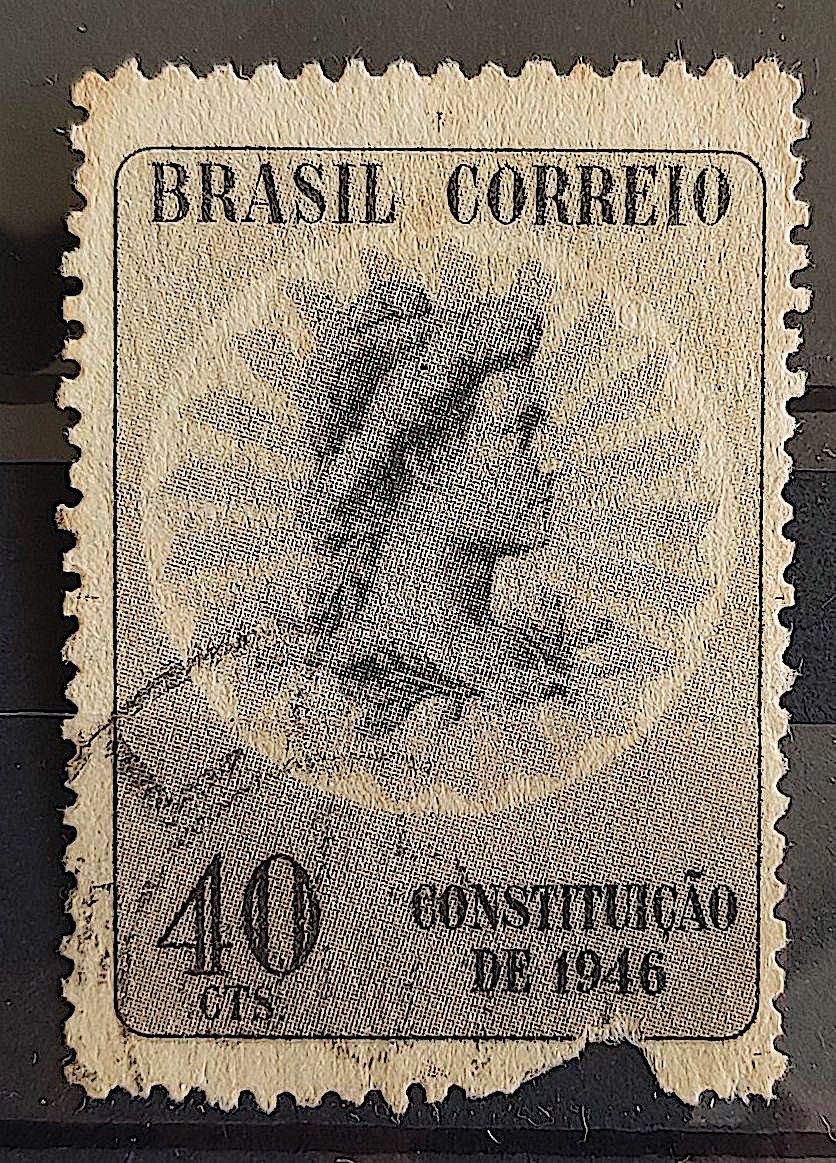 BRASIL CORREIO
40
CTS.
CONSTITUIÇÃO
DE 1946